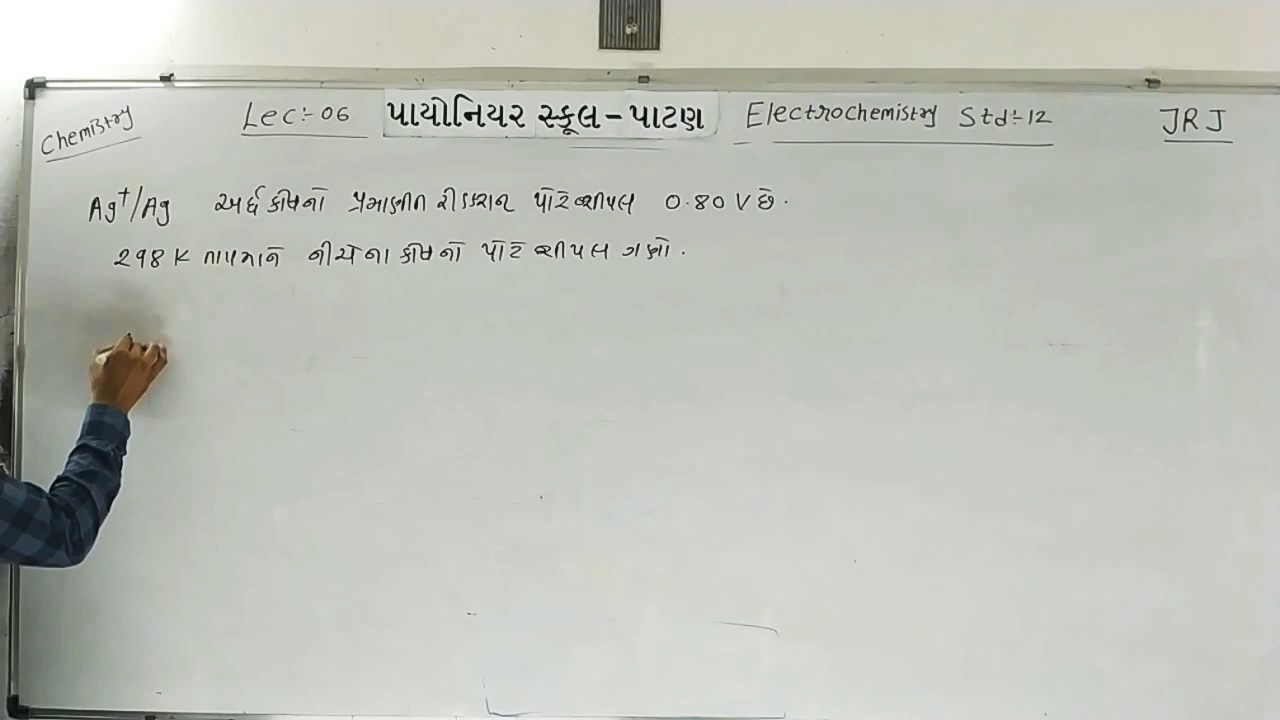 Chemistry Lec:- 06 પાયોનિયર સ્કૂલ - પાટણ Electrochemistry Std:-12 JRJ
Ag⁺/Ag અર્ધકોષનો પ્રમાણીત રીડક્શન પોટેન્શીયલ 0.80 V છે.
298 K તાપમાને નીચેના કોષનો પોટેન્શીયલ ગણો.